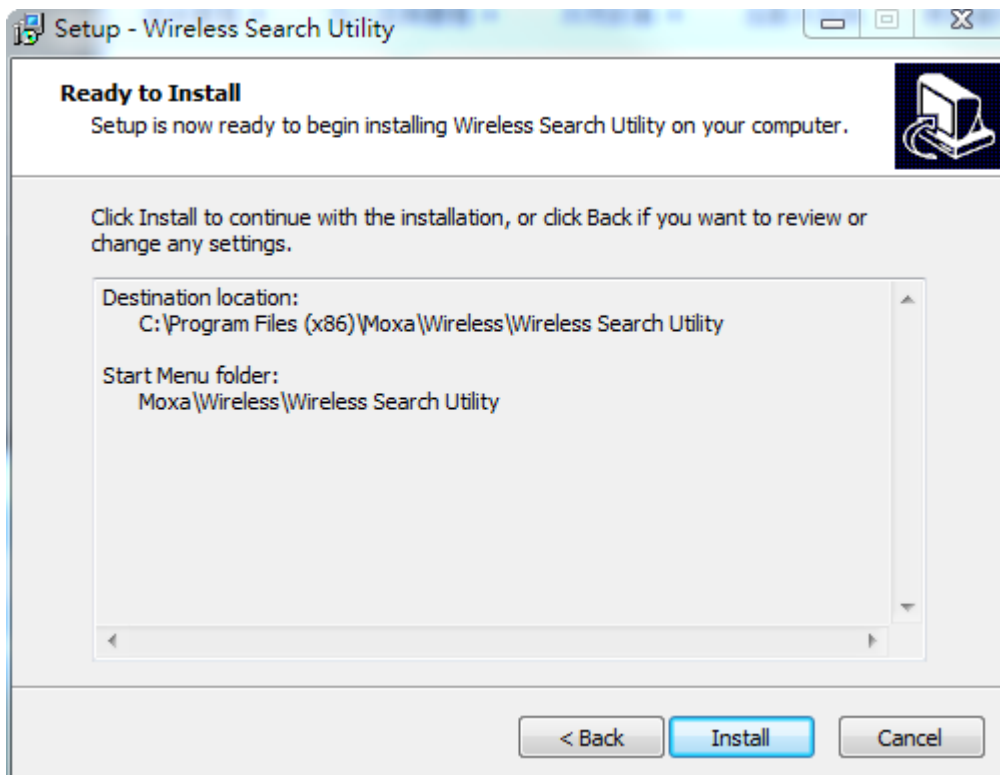 Setup - Wireless Search Utility
Ready to Install
Setup is now ready to begin installing Wireless Search Utility on your computer.
Click Install to continue with the installation, or click Back if you want to review or
change any settings.
Destination location:
C:\Program Files (x86)\Moxa\Wireless\Wireless Search Utility
Start Menu folder:
Moxa\Wireless\Wireless Search Utility
< Back
Install
Cancel